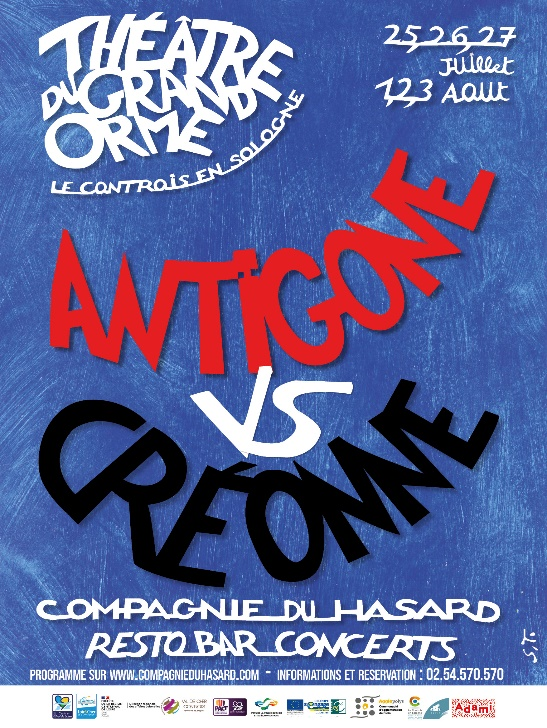 THÉÂTRE
DU GRAND
ORME
LE CONTROIS EN SOLOGNE
25, 26, 27
JUILLET
1, 2, 3 AOUT
ANTIGONE
VS
CRÉONNE
COMPAGNIE DU HASARD
RESTO BAR CONCERTS
PROGRAMME SUR WWW.COMPAGNIEDUHASARD.COM - INFORMATIONS ET RESERVATION : 02.54.570.570
PACT
Adami